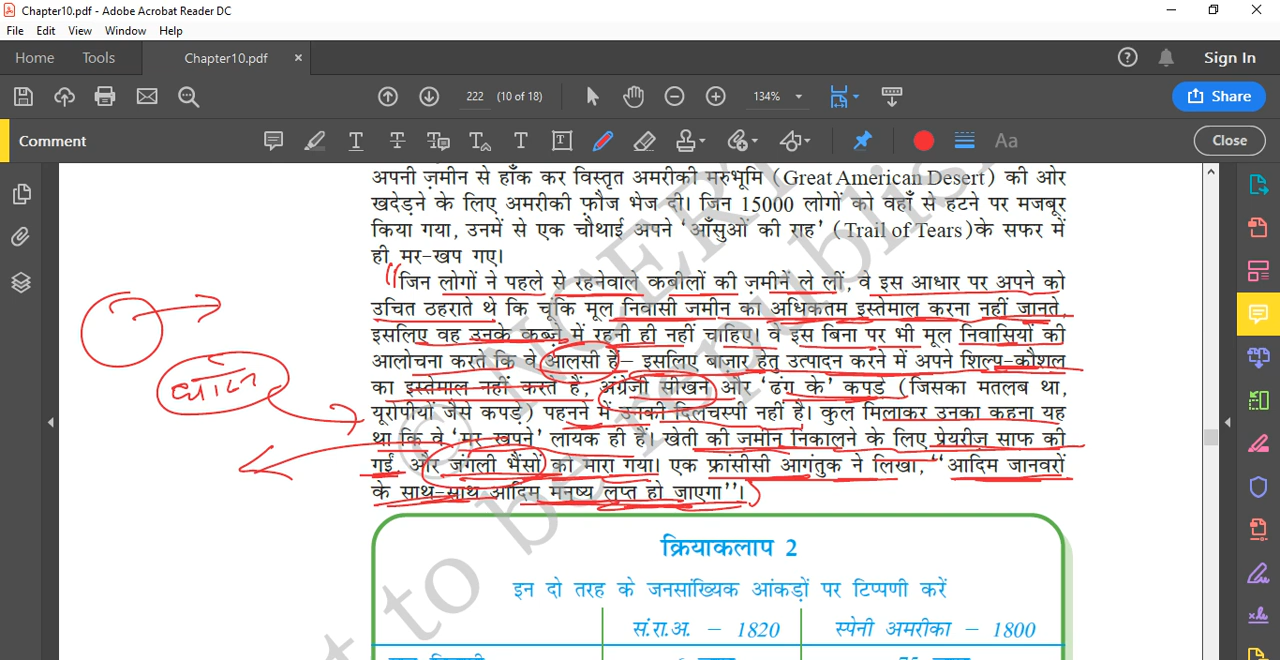 Chapter10.pdf - Adobe Acrobat Reader DC
File Edit View Window Help
Home Tools Chapter10.pdf × Sign In
222 (10 of 18) 134% Share
Comment Aa Close
अपनी ज़मीन से हाँक कर विस्तृत अमरीकी मरुभूमि (Great American Desert) की ओर
खदेड़ने के लिए अमरीकी फ़ौज भेज दी। जिन 15000 लोगों को वहाँ से हटने पर मजबूर
किया गया, उनमें से एक चौथाई अपने 'आँसुओं की राह' (Trail of Tears)के सफर में
ही मर-खप गए।
जिन लोगों ने पहले से रहनेवाले कबीलों की ज़मीनें ले लीं, वे इस आधार पर अपने को
उचित ठहराते थे कि चूंकि मूल निवासी जमीन का अधिकतम इस्तेमाल करना नहीं जानते,
इसलिए वह उनके कब्ज़े में रहनी ही नहीं चाहिए। वे इस बिना पर भी मूल निवासियों की
आलोचना करते कि वे आलसी हैं– इसलिए बाज़ार हेतु उत्पादन करने में अपने शिल्प-कौशल
का इस्तेमाल नहीं करते हैं, अंग्रेजी सीखने और 'ढंग के' कपड़े (जिसका मतलब था,
यूरोपीयों जैसे कपड़े) पहनने में उनकी दिलचस्पी नहीं है। कुल मिलाकर उनका कहना यह
था कि वे 'मर-खपने' लायक ही हैं। खेती की जमीन निकालने के लिए प्रेयरीज़ साफ की
गईं, और जंगली भैंसों को मारा गया। एक फ्रांसीसी आगंतुक ने लिखा, "आदिम जानवरों
के साथ-साथ आदिम मनुष्य लुप्त हो जाएगा"।
क्रियाकलाप 2
इन दो तरह के जनसांख्यिक आंकड़ों पर टिप्पणी करें
सं.रा.अ. – 1820 स्पेनी अमरीका – 1800